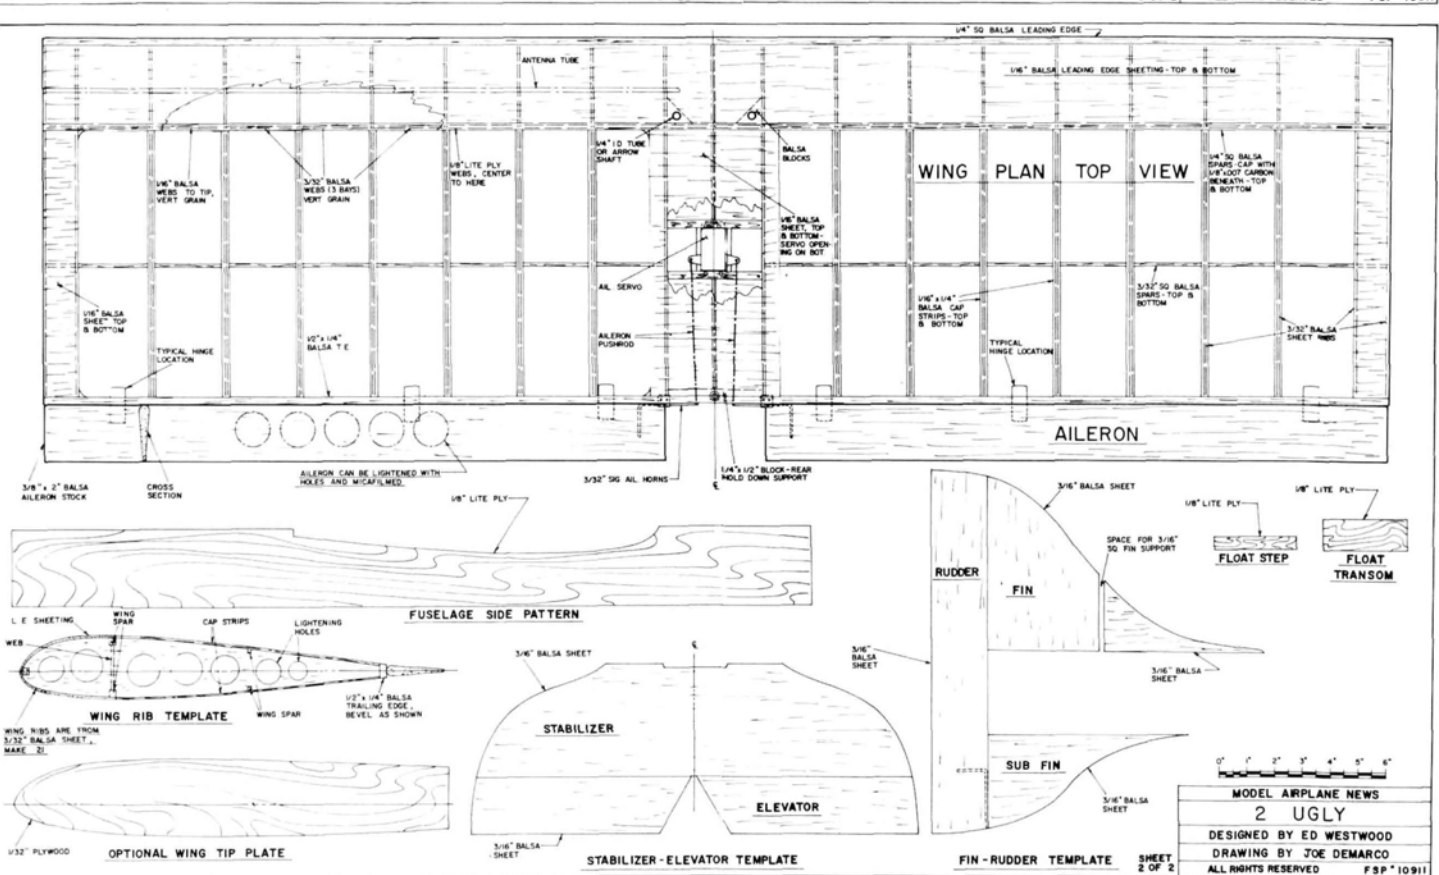 1/4" SQ BALSA LEADING EDGE
ANTENNA TUBE
1/16" BALSA LEADING EDGE SHEETING-TOP & BOTTOM
1/4" I.D TUBE
OR ARROW
SHAFT
BALSA
BLOCKS
1/16" BALSA
WEBS TO TIP,
VERT GRAIN
3/32" BALSA
WEBS (3 BAYS)
VERT GRAIN
1/8" LITE PLY
WEBS, CENTER
TO HERE
WING PLAN TOP VIEW
1/4" SQ BALSA
SPARS-CAP WITH
1/8"x.007 CARBON
BENEATH-TOP
& BOTTOM
1/16" BALSA
SHEET, TOP
& BOTTOM-
SERVO OPEN-
ING ON BOT
AIL SERVO
1/16" BALSA
SHEET TOP
& BOTTOM
1/2" x 1/4"
BALSA T E
AILERON
PUSHROD
1/16" x 1/4"
BALSA CAP
STRIPS-TOP
& BOTTOM
3/32" SQ BALSA
SPARS-TOP &
BOTTOM
3/32" BALSA
SHEET RIBS
TYPICAL HINGE
LOCATION
TYPICAL
HINGE LOCATION
AILERON
3/8" x 2" BALSA
AILERON STOCK
CROSS
SECTION
AILERON CAN BE LIGHTENED WITH
HOLES AND MICAFILMED
3/32" SIG AIL HORNS
1/4" x 1/2" BLOCK-REAR
HOLD DOWN SUPPORT
℄
1/8" LITE PLY
FUSELAGE SIDE PATTERN
3/16" BALSA SHEET
1/8" LITE PLY
1/8" LITE PLY
SPACE FOR 3/16"
SQ FIN SUPPORT
FLOAT STEP
FLOAT
TRANSOM
RUDDER
FIN
L E SHEETING
WING
SPAR
CAP STRIPS
LIGHTENING
HOLES
WEB
WING RIB TEMPLATE
WING SPAR
1/2" x 1/4" BALSA
TRAILING EDGE,
BEVEL AS SHOWN
WING RIBS ARE FROM
3/32" BALSA SHEET,
MAKE 21
3/16" BALSA SHEET
℄
3/16"
BALSA
SHEET
3/16" BALSA
SHEET
STABILIZER
SUB FIN
ELEVATOR
3/16" BALSA
SHEET
1/32" PLYWOOD
OPTIONAL WING TIP PLATE
3/16" BALSA
SHEET
STABILIZER-ELEVATOR TEMPLATE
FIN-RUDDER TEMPLATE
SHEET
2 OF 2
0" 1" 2" 3" 4" 5" 6"
MODEL AIRPLANE NEWS
2 UGLY
DESIGNED BY ED WESTWOOD
DRAWING BY JOE DEMARCO
ALL RIGHTS RESERVED FSP#10911